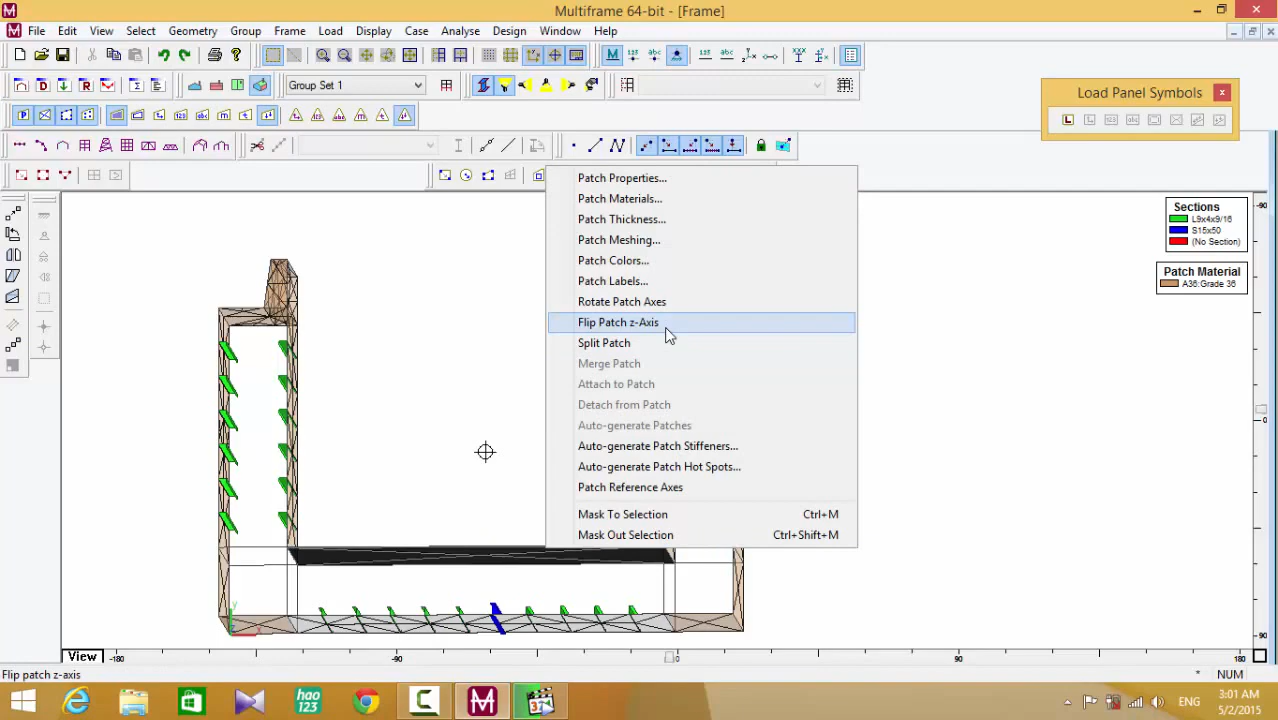 Multiframe 64-bit - [Frame]
File Edit View Select Geometry Group Frame Load Display Case Analyse Design Window Help
Group Set 1
Load Panel Symbols
Patch Properties...
Patch Materials...
Patch Thickness...
Patch Meshing...
Patch Colors...
Patch Labels...
Rotate Patch Axes
Flip Patch z-Axis
Split Patch
Merge Patch
Attach to Patch
Detach from Patch
Auto-generate Patches
Auto-generate Patch Stiffeners...
Auto-generate Patch Hot Spots...
Patch Reference Axes
Mask To Selection Ctrl+M
Mask Out Selection Ctrl+Shift+M
Sections
L9x4x9/16
S15x50
(No Section)
Patch Material
A36:Grade 36
-90
0
90
View
-180 -90 0 90 180
Flip patch z-axis
NUM
hao
123
ENG
3:01 AM
5/2/2015